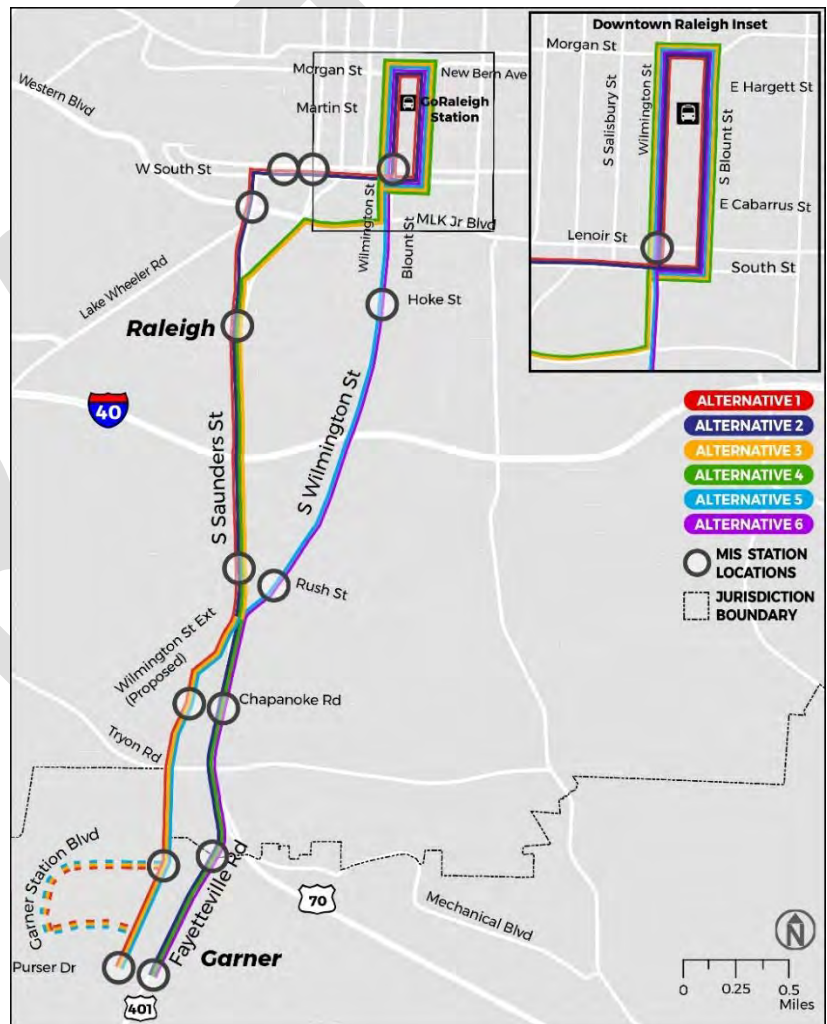 Downtown Raleigh Inset
Morgan St
E Hargett St
S Salisbury St
Wilmington St
S Blount St
E Cabarrus St
Lenoir St
South St
Western Blvd
Morgan St
New Bern Ave
Martin St
GoRaleigh
Station
W South St
MLK Jr Blvd
Wilmington St
Blount St
Lake Wheeler Rd
Hoke St
Raleigh
40
S Saunders St
S Wilmington St
Rush St
Wilmington St Ext
(Proposed)
Chapanoke Rd
Tryon Rd
Garner Station Blvd
Fayetteville Rd
70
Mechanical Blvd
Purser Dr
Garner
401
ALTERNATIVE 1
ALTERNATIVE 2
ALTERNATIVE 3
ALTERNATIVE 4
ALTERNATIVE 5
ALTERNATIVE 6
MIS STATION
LOCATIONS
JURISDICTION
BOUNDARY
N
0 0.25 0.5
Miles